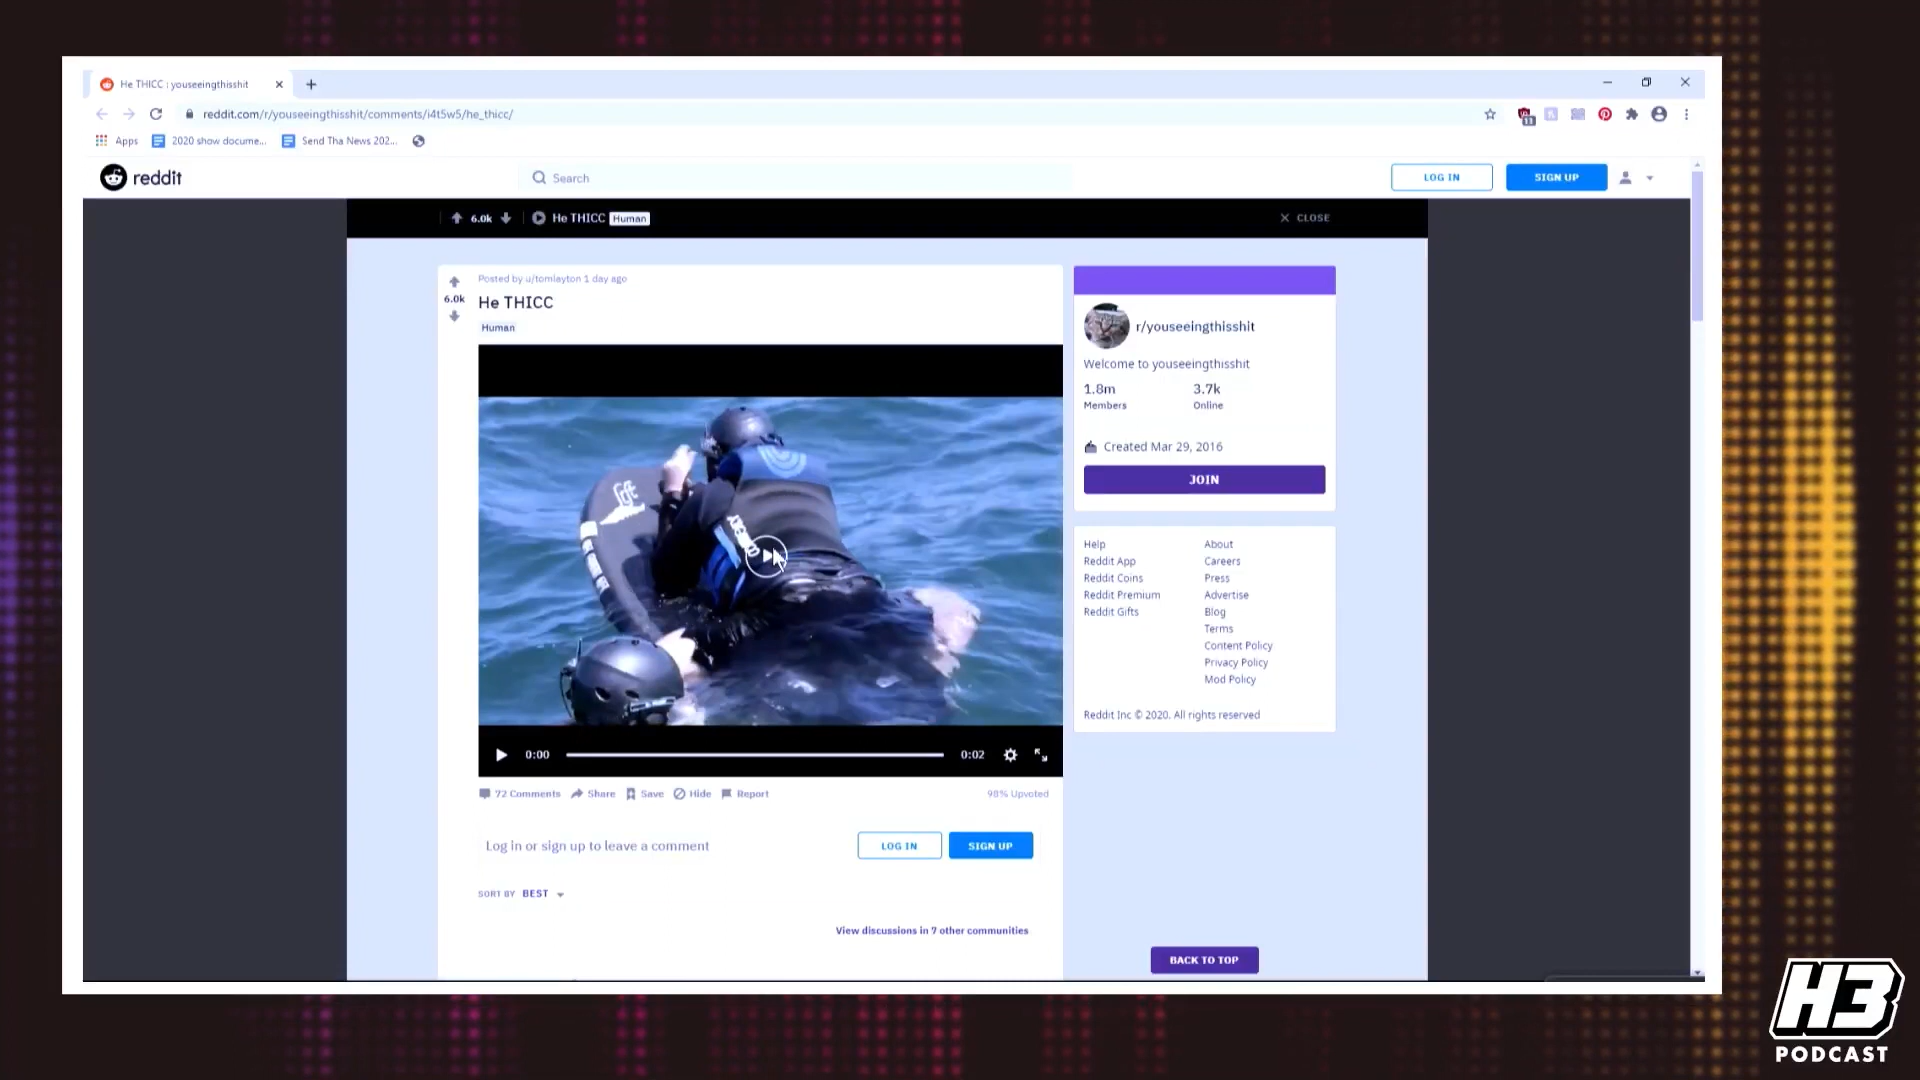 He THICC : youseeingthisshit
reddit.com/r/youseeingthisshit/comments/i4t5w5/he_thicc/
11
Apps
2020 show docume...
Send Tha News 202...
reddit
Search
LOG IN
SIGN UP
6.0k
He THICC
Human
CLOSE
Posted by u/tomlayton 1 day ago
6.0k
He THICC
Human
Lift
0:00
0:02
72 Comments
Share
Save
Hide
Report
98% Upvoted
Log in or sign up to leave a comment
LOG IN
SIGN UP
SORT BY BEST
View discussions in 7 other communities
r/youseeingthisshit
Welcome to youseeingthisshit
1.8m
3.7k
Members
Online
Created Mar 29, 2016
JOIN
Help
About
Reddit App
Careers
Reddit Coins
Press
Reddit Premium
Advertise
Reddit Gifts
Blog
Terms
Content Policy
Privacy Policy
Mod Policy
Reddit Inc © 2020. All rights reserved
BACK TO TOP
H3
PODCAST